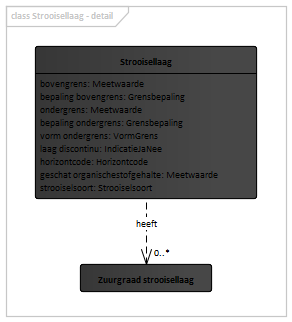 class Strooisellaag - detail
Strooisellaag
bovengrens: Meetwaarde
bepaling bovengrens: Grensbepaling
ondergrens: Meetwaarde
bepaling ondergrens: Grensbepaling
vorm ondergrens: VormGrens
laag discontinu: IndicatieJaNee
horizontcode: Horizontcode
geschat organischestofgehalte: Meetwaarde
strooiselsoort: Strooiselsoort
heeft
0..*
Zuurgraad strooisellaag